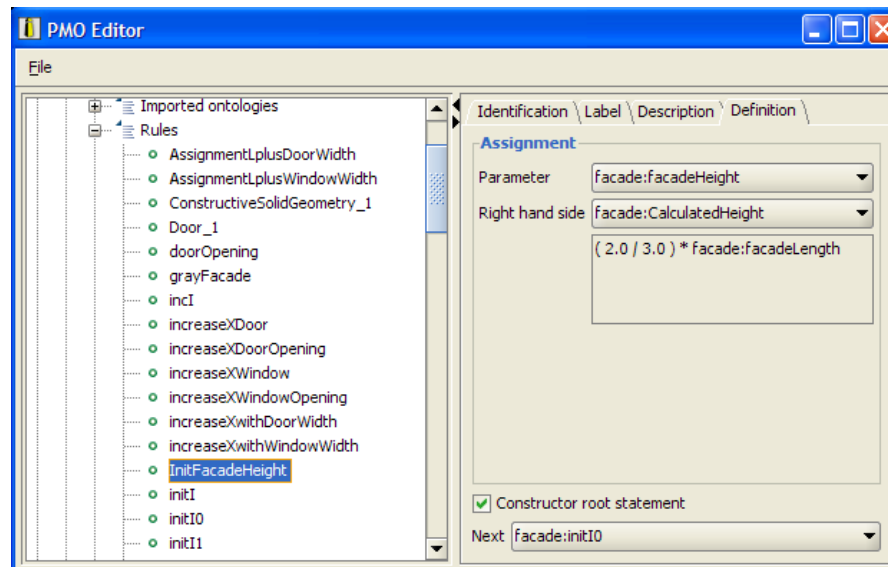 PMO Editor
File
Imported ontologies
Rules
AssignmentLplusDoorWidth
AssignmentLplusWindowWidth
ConstructiveSolidGeometry_1
Door_1
doorOpening
grayFacade
incI
increaseXDoor
increaseXDoorOpening
increaseXWindow
increaseXWindowOpening
increaseXwithDoorWidth
increaseXwithWindowWidth
InitFacadeHeight
initI
initI0
initI1
Identification Label Description Definition
Assignment
Parameter facade:facadeHeight
Right hand side facade:CalculatedHeight
( 2.0 / 3.0 ) * facade:facadeLength
Constructor root statement
Next facade:initI0